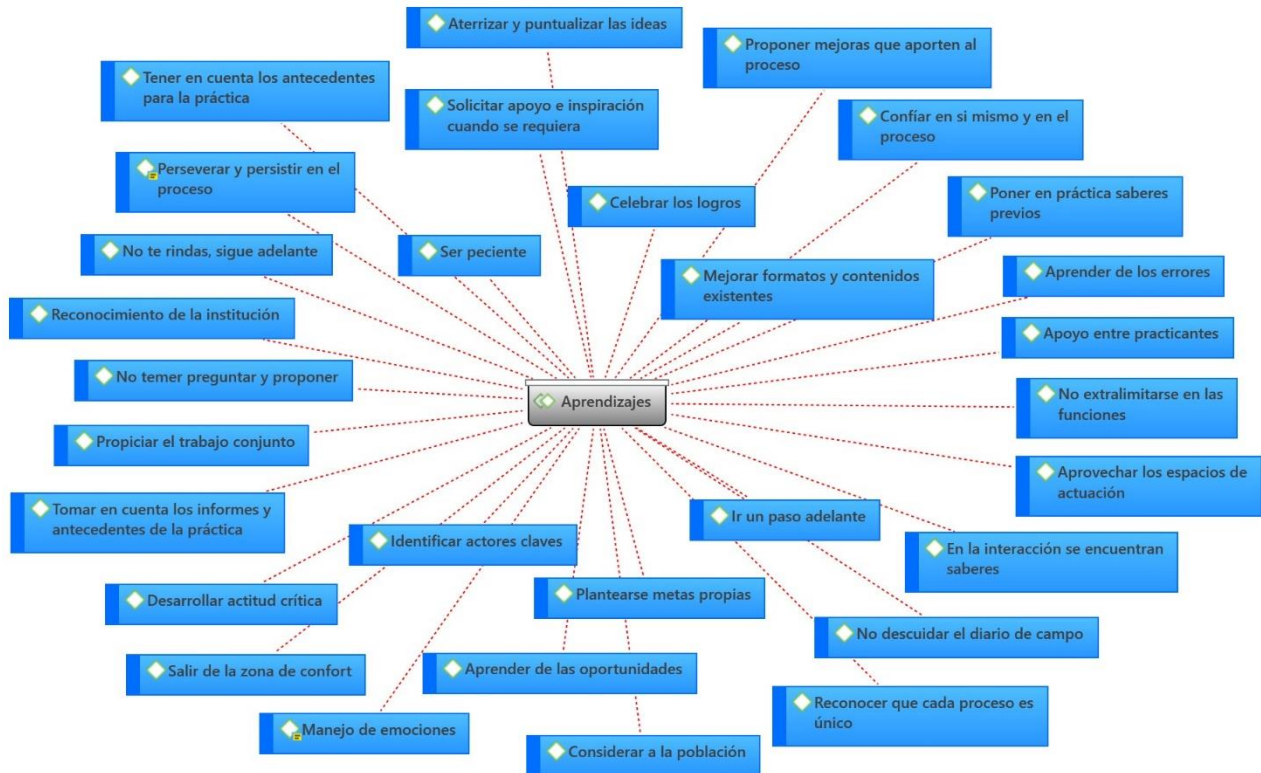 Aterrizar y puntualizar las ideas
Proponer mejoras que aporten al
proceso
Tener en cuenta los antecedentes
para la práctica
Solicitar apoyo e inspiración
cuando se requiera
Confíar en si mismo y en el
proceso
Perseverar y persistir en el
proceso
Celebrar los logros
Poner en práctica saberes
previos
No te rindas, sigue adelante
Ser peciente
Mejorar formatos y contenidos
existentes
Aprender de los errores
Reconocimiento de la institución
Apoyo entre practicantes
No temer preguntar y proponer
Aprendizajes
No extralimitarse en las
funciones
Propiciar el trabajo conjunto
Aprovechar los espacios de
actuación
Tomar en cuenta los informes y
antecedentes de la práctica
Ir un paso adelante
Identificar actores claves
En la interacción se encuentran
saberes
Desarrollar actitud crítica
Plantearse metas propias
No descuidar el diario de campo
Salir de la zona de confort
Aprender de las oportunidades
Reconocer que cada proceso es
único
Manejo de emociones
Considerar a la población